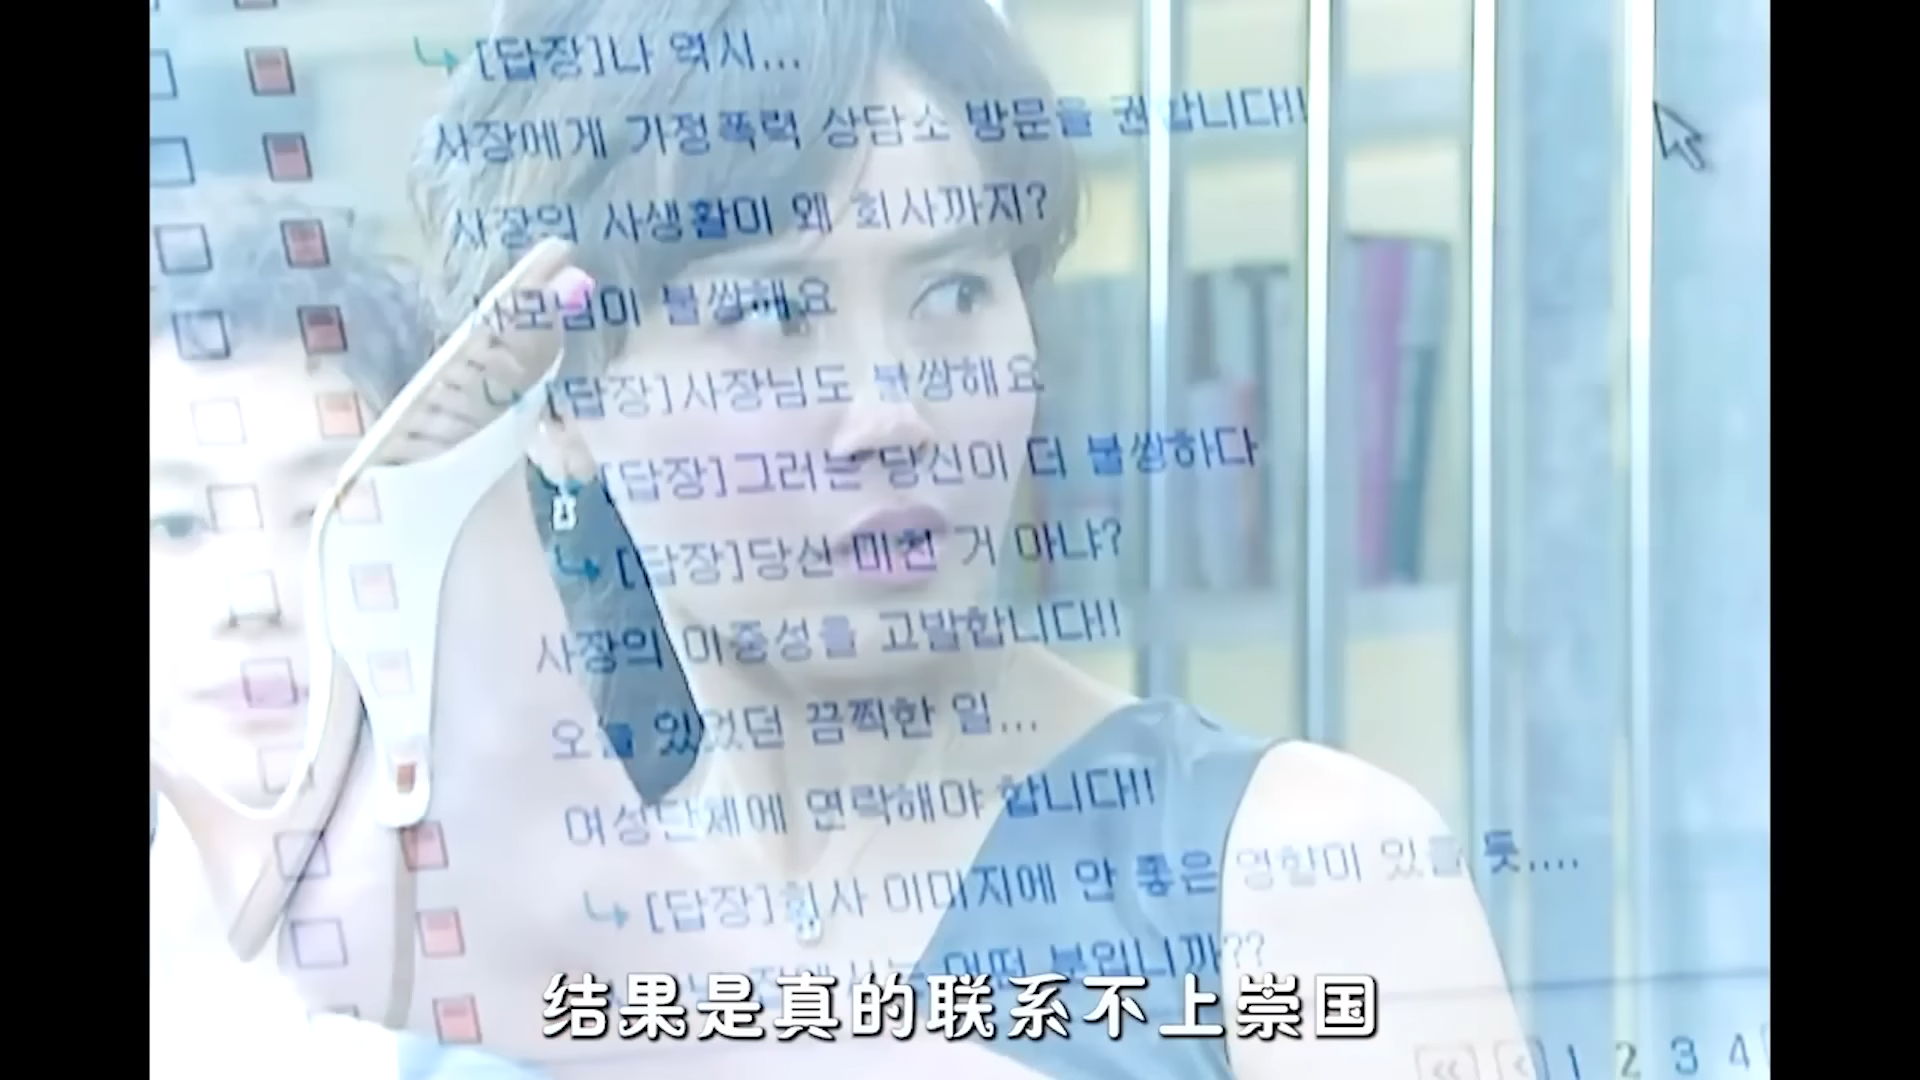 [답장]나 역시...
사장에게 가정폭력 상담소 방문을 권합니다!!
사장의 사생활이 왜 회사까지?
사모님이 불쌍해요
[답장]사장님도 불쌍해요
[답장]그러는 당신이 더 불쌍하다
[답장]당신 미친 거 아냐?
사장의 이중성을 고발합니다!!
오늘 있었던 끔찍한 일...
여성단체에 연락해야 합니다!!
[답장]회사 이미지에 안 좋은 영향이 있을 듯....
어떤 분입니까??
结果是真的联系不上崇国
1 2 3 4